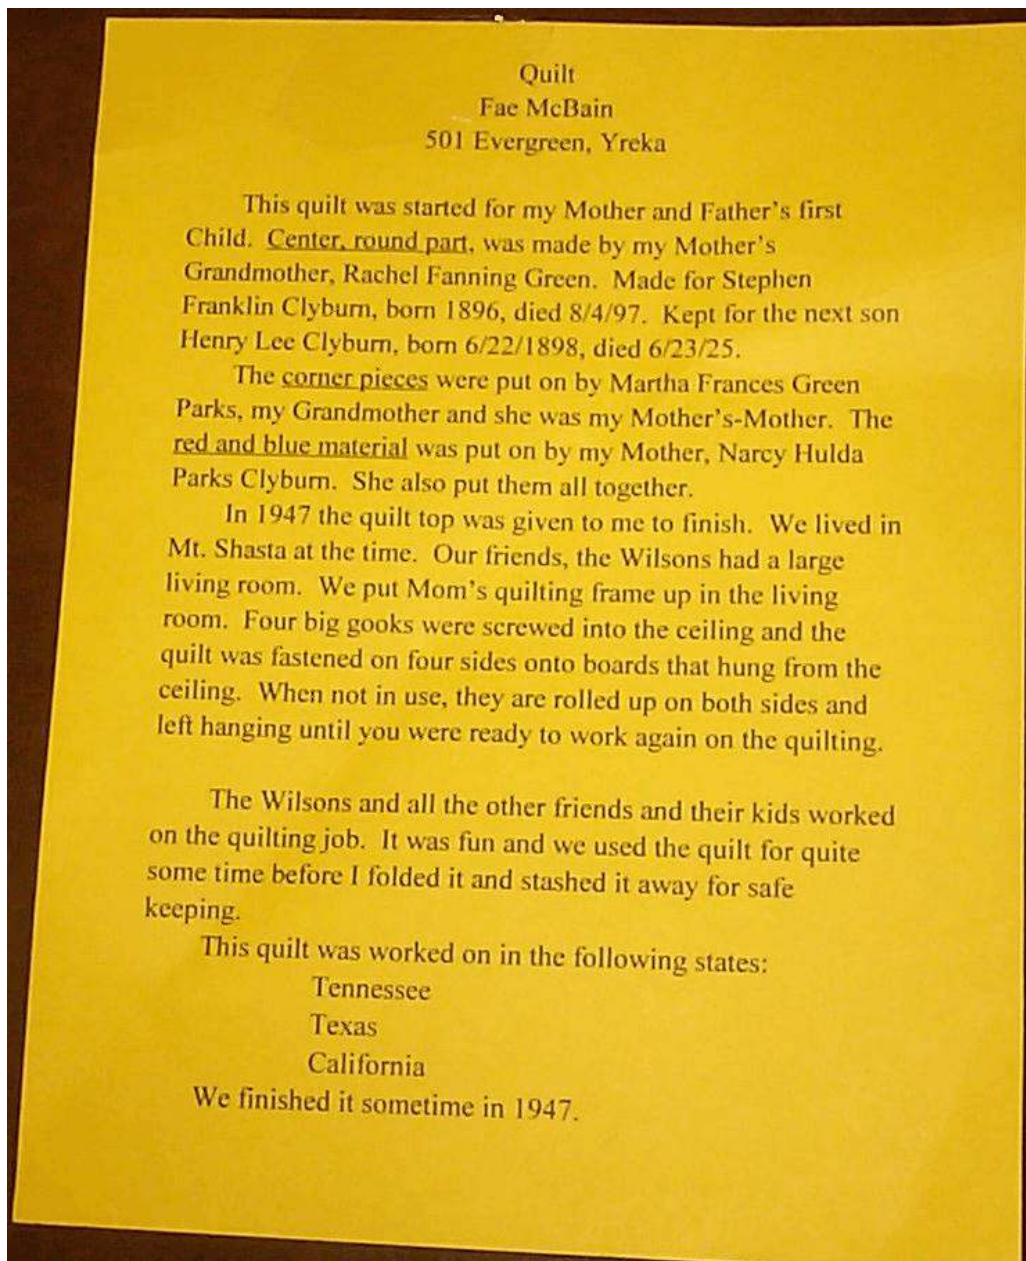 Quilt
Fae McBain
501 Evergreen, Yreka
This quilt was started for my Mother and Father's first
Child. Center, round part, was made by my Mother's
Grandmother, Rachel Fanning Green. Made for Stephen
Franklin Clyburn, born 1896, died 8/4/97. Kept for the next son
Henry Lee Clyburn, born 6/22/1898, died 6/23/25.
The corner pieces were put on by Martha Frances Green
Parks, my Grandmother and she was my Mother's-Mother. The
red and blue material was put on by my Mother, Narcy Hulda
Parks Clyburn. She also put them all together.
In 1947 the quilt top was given to me to finish. We lived in
Mt. Shasta at the time. Our friends, the Wilsons had a large
living room. We put Mom's quilting frame up in the living
room. Four big gooks were screwed into the ceiling and the
quilt was fastened on four sides onto boards that hung from the
ceiling. When not in use, they are rolled up on both sides and
left hanging until you were ready to work again on the quilting.
The Wilsons and all the other friends and their kids worked
on the quilting job. It was fun and we used the quilt for quite
some time before I folded it and stashed it away for safe
keeping.
This quilt was worked on in the following states:
Tennessee
Texas
California
We finished it sometime in 1947.